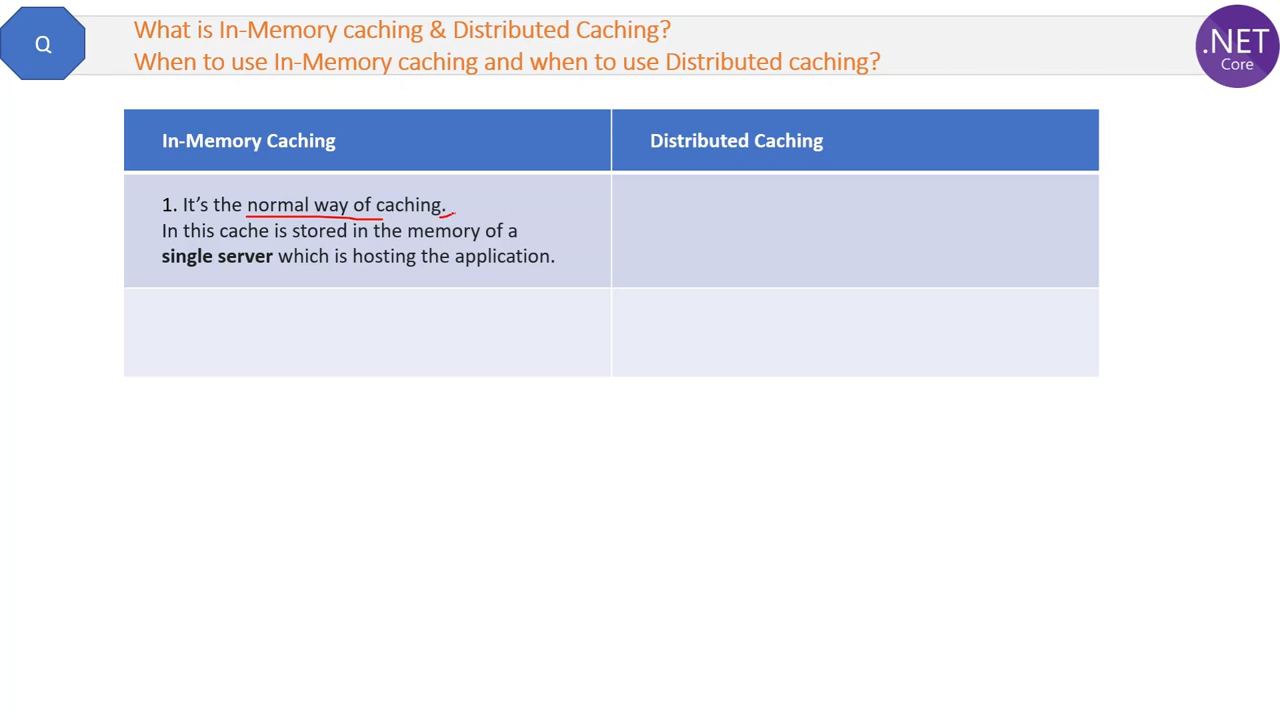 Q
What is In-Memory caching & Distributed Caching?
When to use In-Memory caching and when to use Distributed caching?
.NET
Core
In-Memory Caching
Distributed Caching
1. It’s the normal way of caching.
In this cache is stored in the memory of a
single server which is hosting the application.